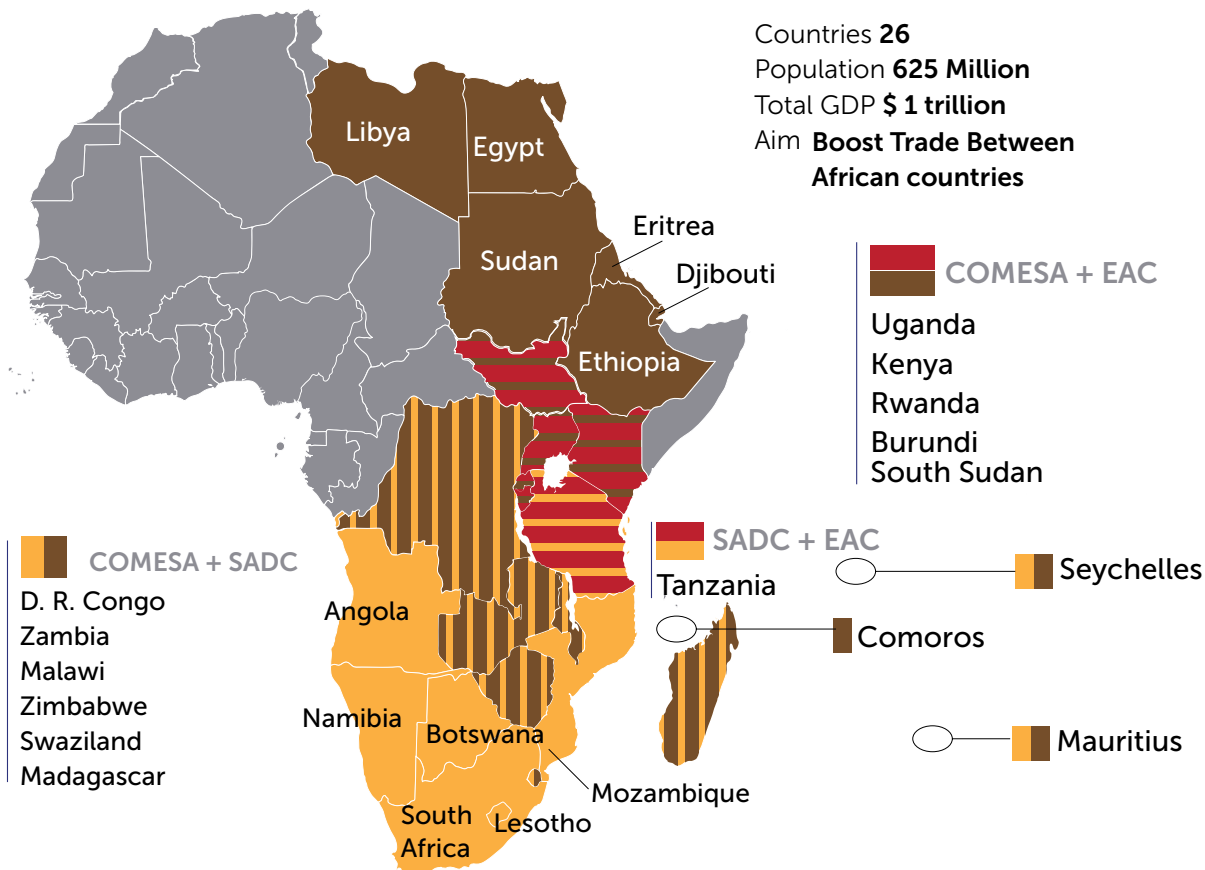 Countries 26
Population 625 Million
Total GDP $ 1 trillion
Aim Boost Trade Between
African countries
Libya
Egypt
Sudan
Eritrea
Djibouti
Ethiopia
COMESA + EAC
Uganda
Kenya
Rwanda
Burundi
South Sudan
COMESA + SADC
D. R. Congo
Zambia
Malawi
Zimbabwe
Swaziland
Madagascar
SADC + EAC
Tanzania
Seychelles
Comoros
Mauritius
Angola
Namibia
Botswana
Mozambique
South
Africa
Lesotho